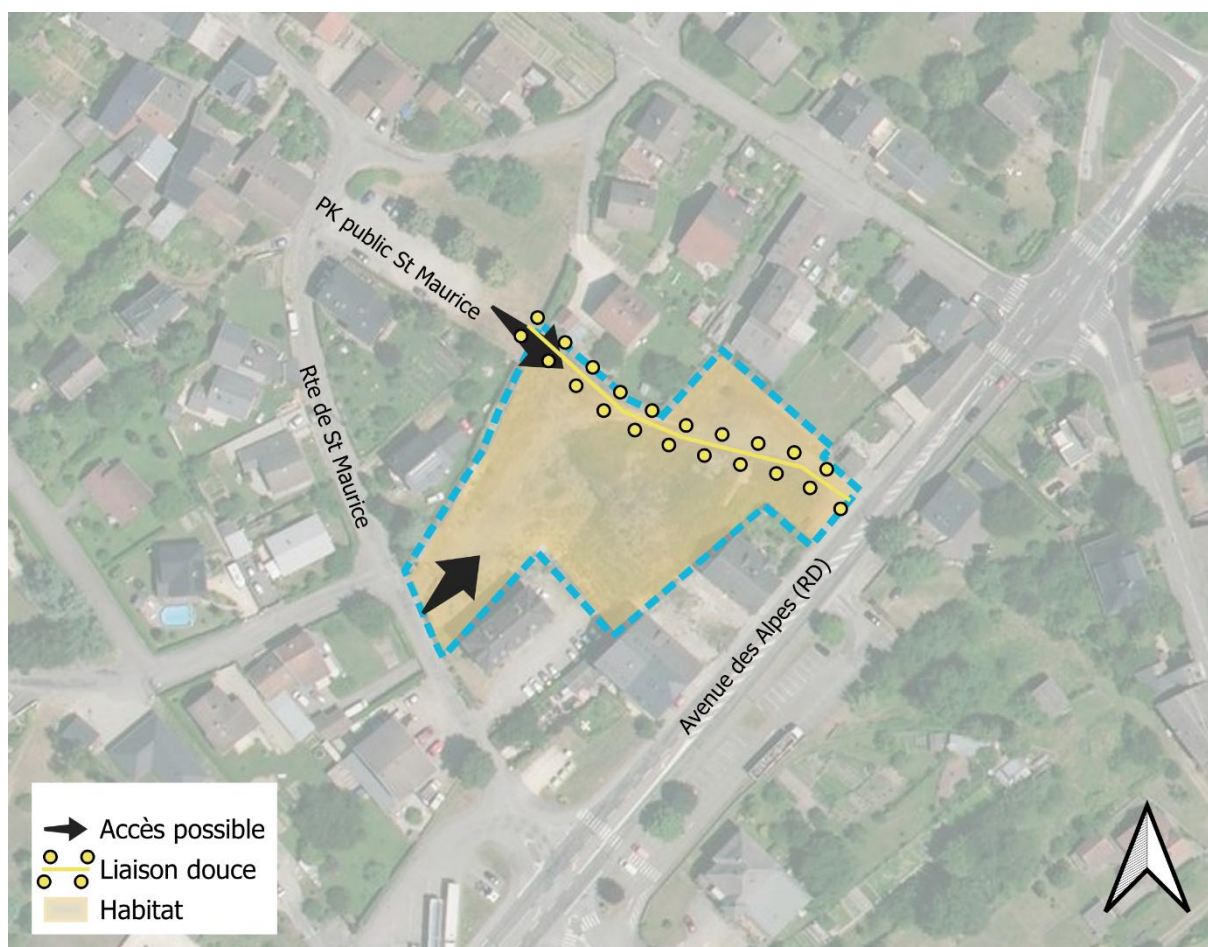 PK public St Maurice
Rte de St Maurice
Avenue des Alpes (RD)
Accès possible
Liaison douce
Habitat